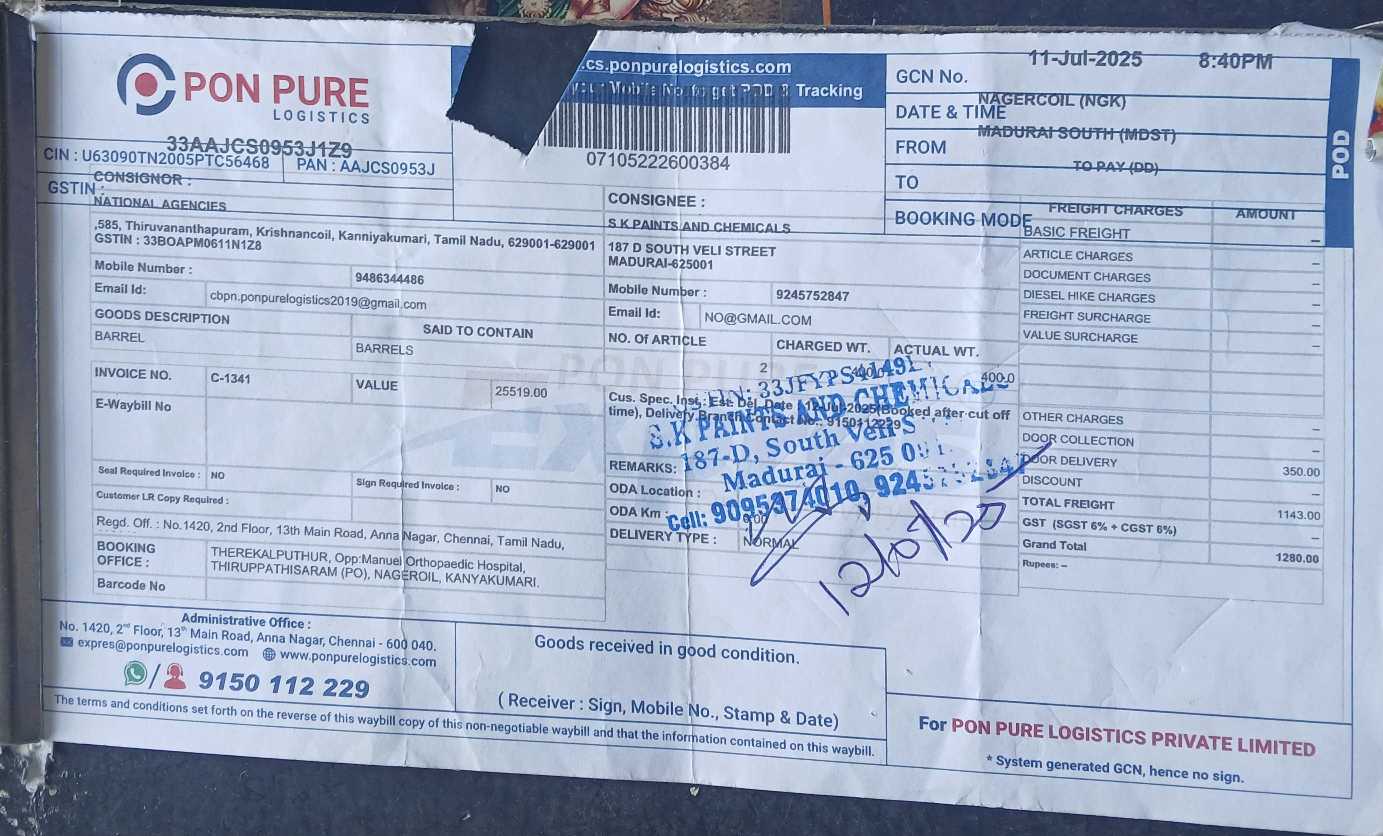 PON PURE
LOGISTICS
33AAJCS0953J1Z9
CIN : U63090TN2005PTC56468 PAN : AAJCS0953J
GSTIN :
.cs.ponpurelogistics.com
your Mobile No. to get POD & Tracking
07105222600384
GCN No.
11-Jul-2025 8:40PM
DATE & TIME
NAGERCOIL (NGK)
FROM
MADURAI SOUTH (MDST)
TO
TO PAY (DD)
BOOKING MODE
POD
CONSIGNOR :
NATIONAL AGENCIES
,585, Thiruvananthapuram, Krishnancoil, Kanniyakumari, Tamil Nadu, 629001-629001
GSTIN : 33BOAPM0611N1Z8
Mobile Number : 9486344486
Email Id: cbpn.ponpurelogistics2019@gmail.com
GOODS DESCRIPTION SAID TO CONTAIN
BARREL BARRELS
INVOICE NO. C-1341 VALUE 25519.00
E-Waybill No
Seal Required Invoice : NO Sign Required Invoice : NO
Customer LR Copy Required :
Regd. Off. : No.1420, 2nd Floor, 13th Main Road, Anna Nagar, Chennai, Tamil Nadu,
BOOKING OFFICE : THEREKALPUTHUR, Opp:Manuel Orthopaedic Hospital,
THIRUPPATHISARAM (PO), NAGEROIL, KANYAKUMARI.
Barcode No
CONSIGNEE :
S K PAINTS AND CHEMICALS
187 D SOUTH VELI STREET
MADURAI-625001
Mobile Number : 9245752847
Email Id: NO@GMAIL.COM
NO. Of ARTICLE CHARGED WT. ACTUAL WT.
2 400.0
Cus. Spec. Inst.: Est. Del. Date : 12-Jul-2025(Booked after cut off
time), Delivery Branch Contact No.: 9150112229
REMARKS:
ODA Location :
ODA Km : 0.00
DELIVERY TYPE : NORMAL
S.K PAINTS AND CHEMICALS
187-D, South Veli S
Madurai - 625 001.
Cell: 9095374010,
FREIGHT CHARGES AMOUNT
BASIC FREIGHT –
ARTICLE CHARGES –
DOCUMENT CHARGES –
DIESEL HIKE CHARGES –
FREIGHT SURCHARGE –
VALUE SURCHARGE –
OTHER CHARGES –
DOOR COLLECTION –
DOOR DELIVERY 350.00
DISCOUNT –
TOTAL FREIGHT 1143.00
GST (SGST 6% + CGST 6%) –
Grand Total 1280.00
Rupees: –
Administrative Office :
No. 1420, 2nd Floor, 13th Main Road, Anna Nagar, Chennai - 600 040.
expres@ponpurelogistics.com www.ponpurelogistics.com
9150 112 229
Goods received in good condition.
( Receiver : Sign, Mobile No., Stamp & Date)
The terms and conditions set forth on the reverse of this waybill copy of this non-negotiable waybill and that the information contained on this waybill.
For PON PURE LOGISTICS PRIVATE LIMITED
* System generated GCN, hence no sign.